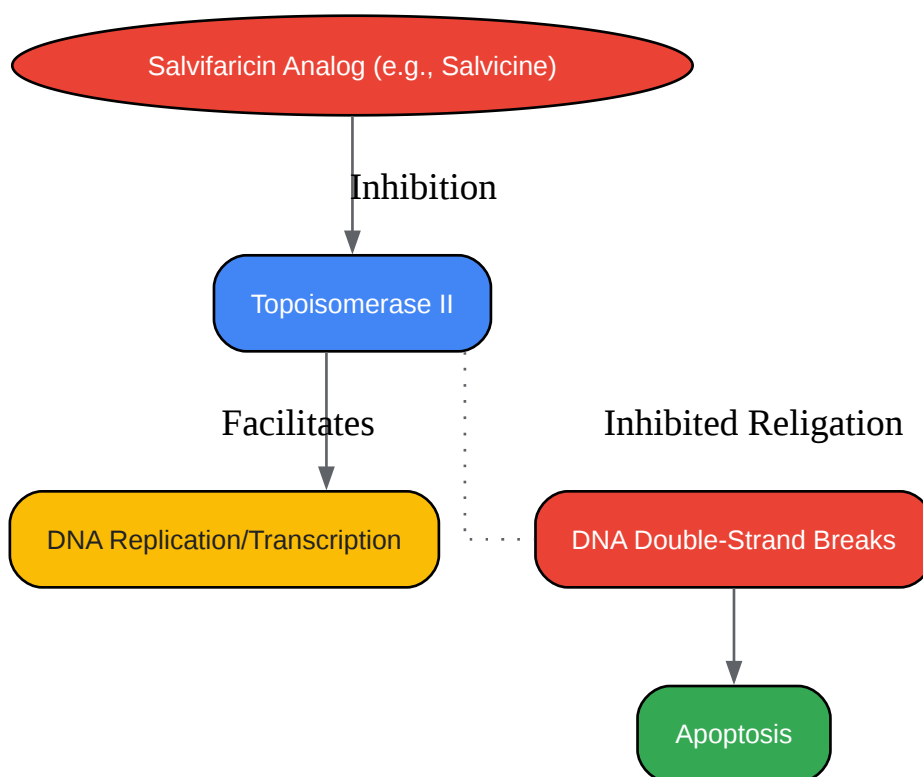 Salvifaricin Analog (e.g., Salvicine)
Inhibition
Topoisomerase II
Facilitates
Inhibited Religation
DNA Replication/Transcription
DNA Double-Strand Breaks
Apoptosis